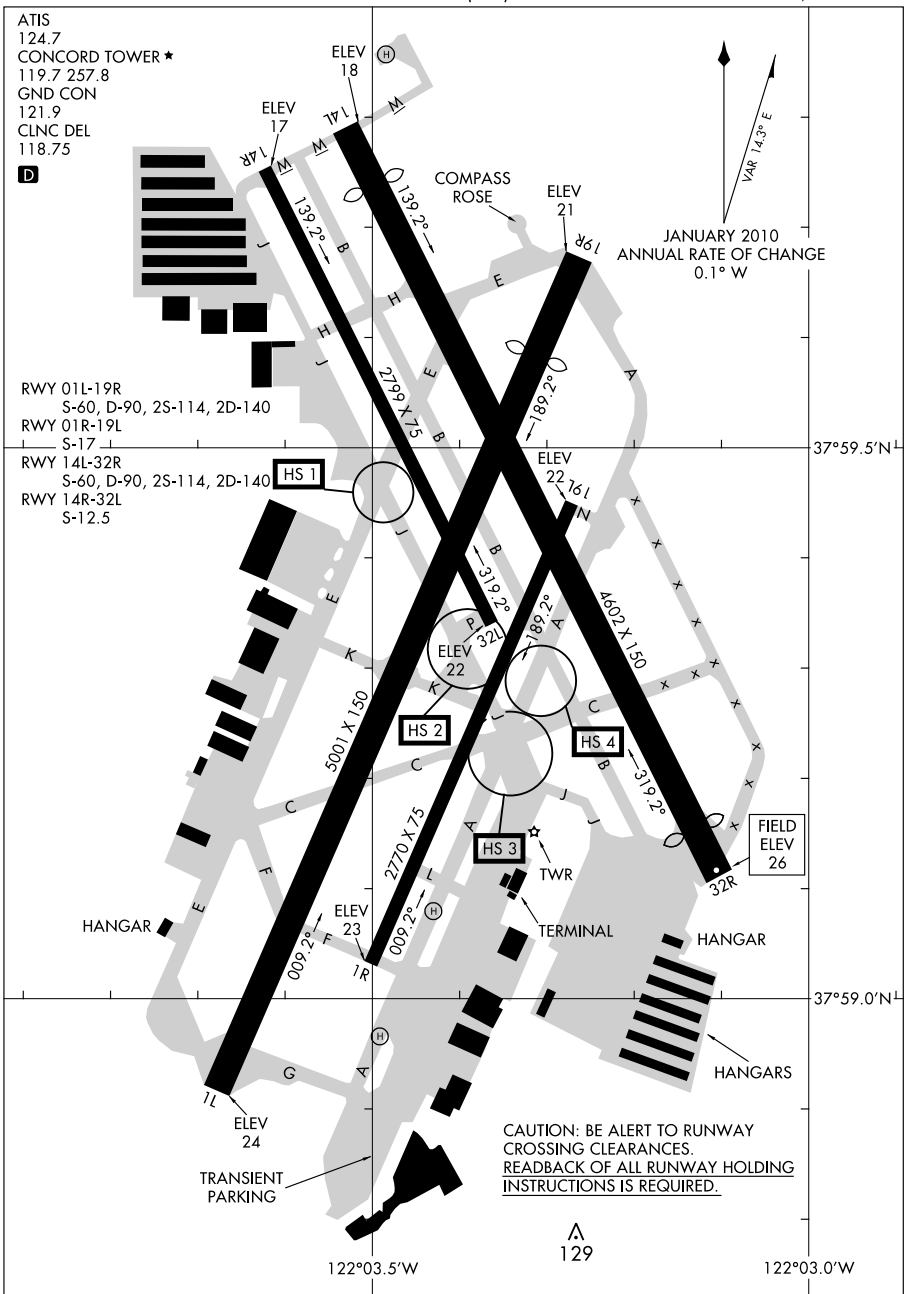 ATIS
124.7
CONCORD TOWER ★
119.7 257.8
GND CON
121.9
CLNC DEL
118.75
D
ELEV
17
ELEV
18
H
W
W
W
14R
14L
139.2°
139.2°
COMPASS
ROSE
ELEV
21
19R
VAR 14.3° E
JANUARY 2010
ANNUAL RATE OF CHANGE
0.1° W
J
B
H
H
E
J
E
A
B
2799 X 75
189.2°
RWY 01L-19R
S-60, D-90, 2S-114, 2D-140
RWY 01R-19L
S-17
RWY 14L-32R
S-60, D-90, 2S-114, 2D-140
RWY 14R-32L
S-12.5
37°59.5'N
HS 1
ELEV
22
19L
N
J
B
319.2°
E
P
32L
ELEV
22
189.2°
A
4602 X 150
K
K
J
C
HS 2
HS 4
5001 X 150
C
C
B
319.2°
A
J
J
HS 3
2770 X 75
TWR
FIELD
ELEV
26
32R
F
L
E
HANGAR
F
ELEV
23
009.2°
009.2°
H
1R
TERMINAL
HANGAR
37°59.0'N
H
G
A
HANGARS
1L
ELEV
24
TRANSIENT
PARKING
CAUTION: BE ALERT TO RUNWAY
CROSSING CLEARANCES.
READBACK OF ALL RUNWAY HOLDING
INSTRUCTIONS IS REQUIRED.
129
122°03.5'W
122°03.0'W